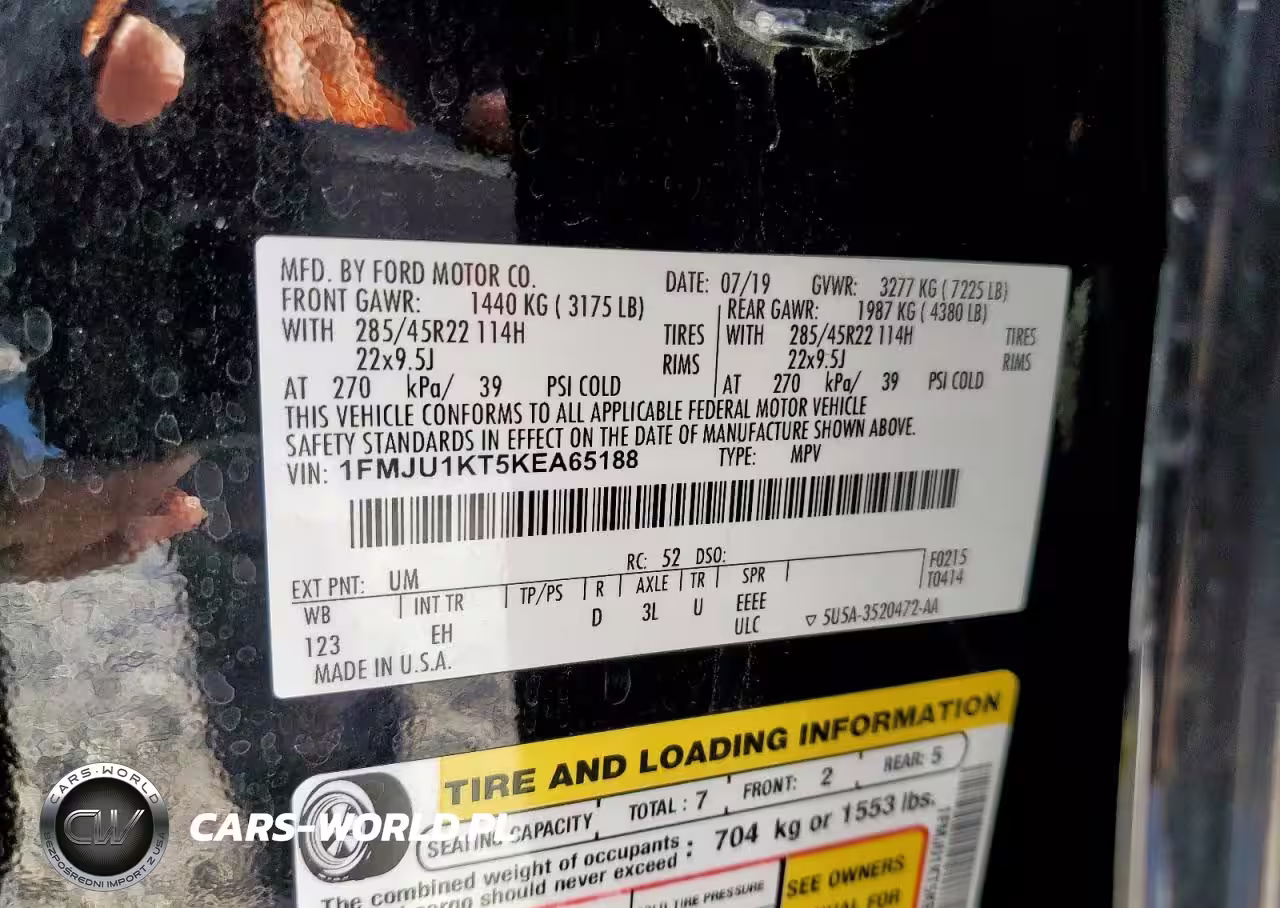 MFD. BY FORD MOTOR CO. DATE: 07/19 GVWR: 3277 KG ( 7225 LB)
FRONT GAWR: 1440 KG ( 3175 LB) REAR GAWR: 1987 KG ( 4380 LB)
WITH 285/45R22 114H TIRES WITH 285/45R22 114H TIRES
22x9.5J RIMS 22x9.5J RIMS
AT 270 kPa/ 39 PSI COLD AT 270 kPa/ 39 PSI COLD
THIS VEHICLE CONFORMS TO ALL APPLICABLE FEDERAL MOTOR VEHICLE
SAFETY STANDARDS IN EFFECT ON THE DATE OF MANUFACTURE SHOWN ABOVE.
VIN: 1FMJU1KT5KEA65188 TYPE: MPV
RC: 52 DSO:
EXT PNT: UM F0215
WB INT TR TP/PS R AXLE TR SPR T0414
123 EH D 3L U EEEE
ULC ▽ 5U5A-3520472-AA
MADE IN U.S.A.
TIRE AND LOADING INFORMATION
SEATING CAPACITY TOTAL : 7 FRONT: 2 REAR: 5
The combined weight of occupants : 704 kg or 1553 lbs.
should never exceed
TIRE PRESSURE SEE OWNERS
FOR
CARS-WORLD
CW
BEZPOŚREDNI IMPORT Z USA
CARS-WORLD.PL